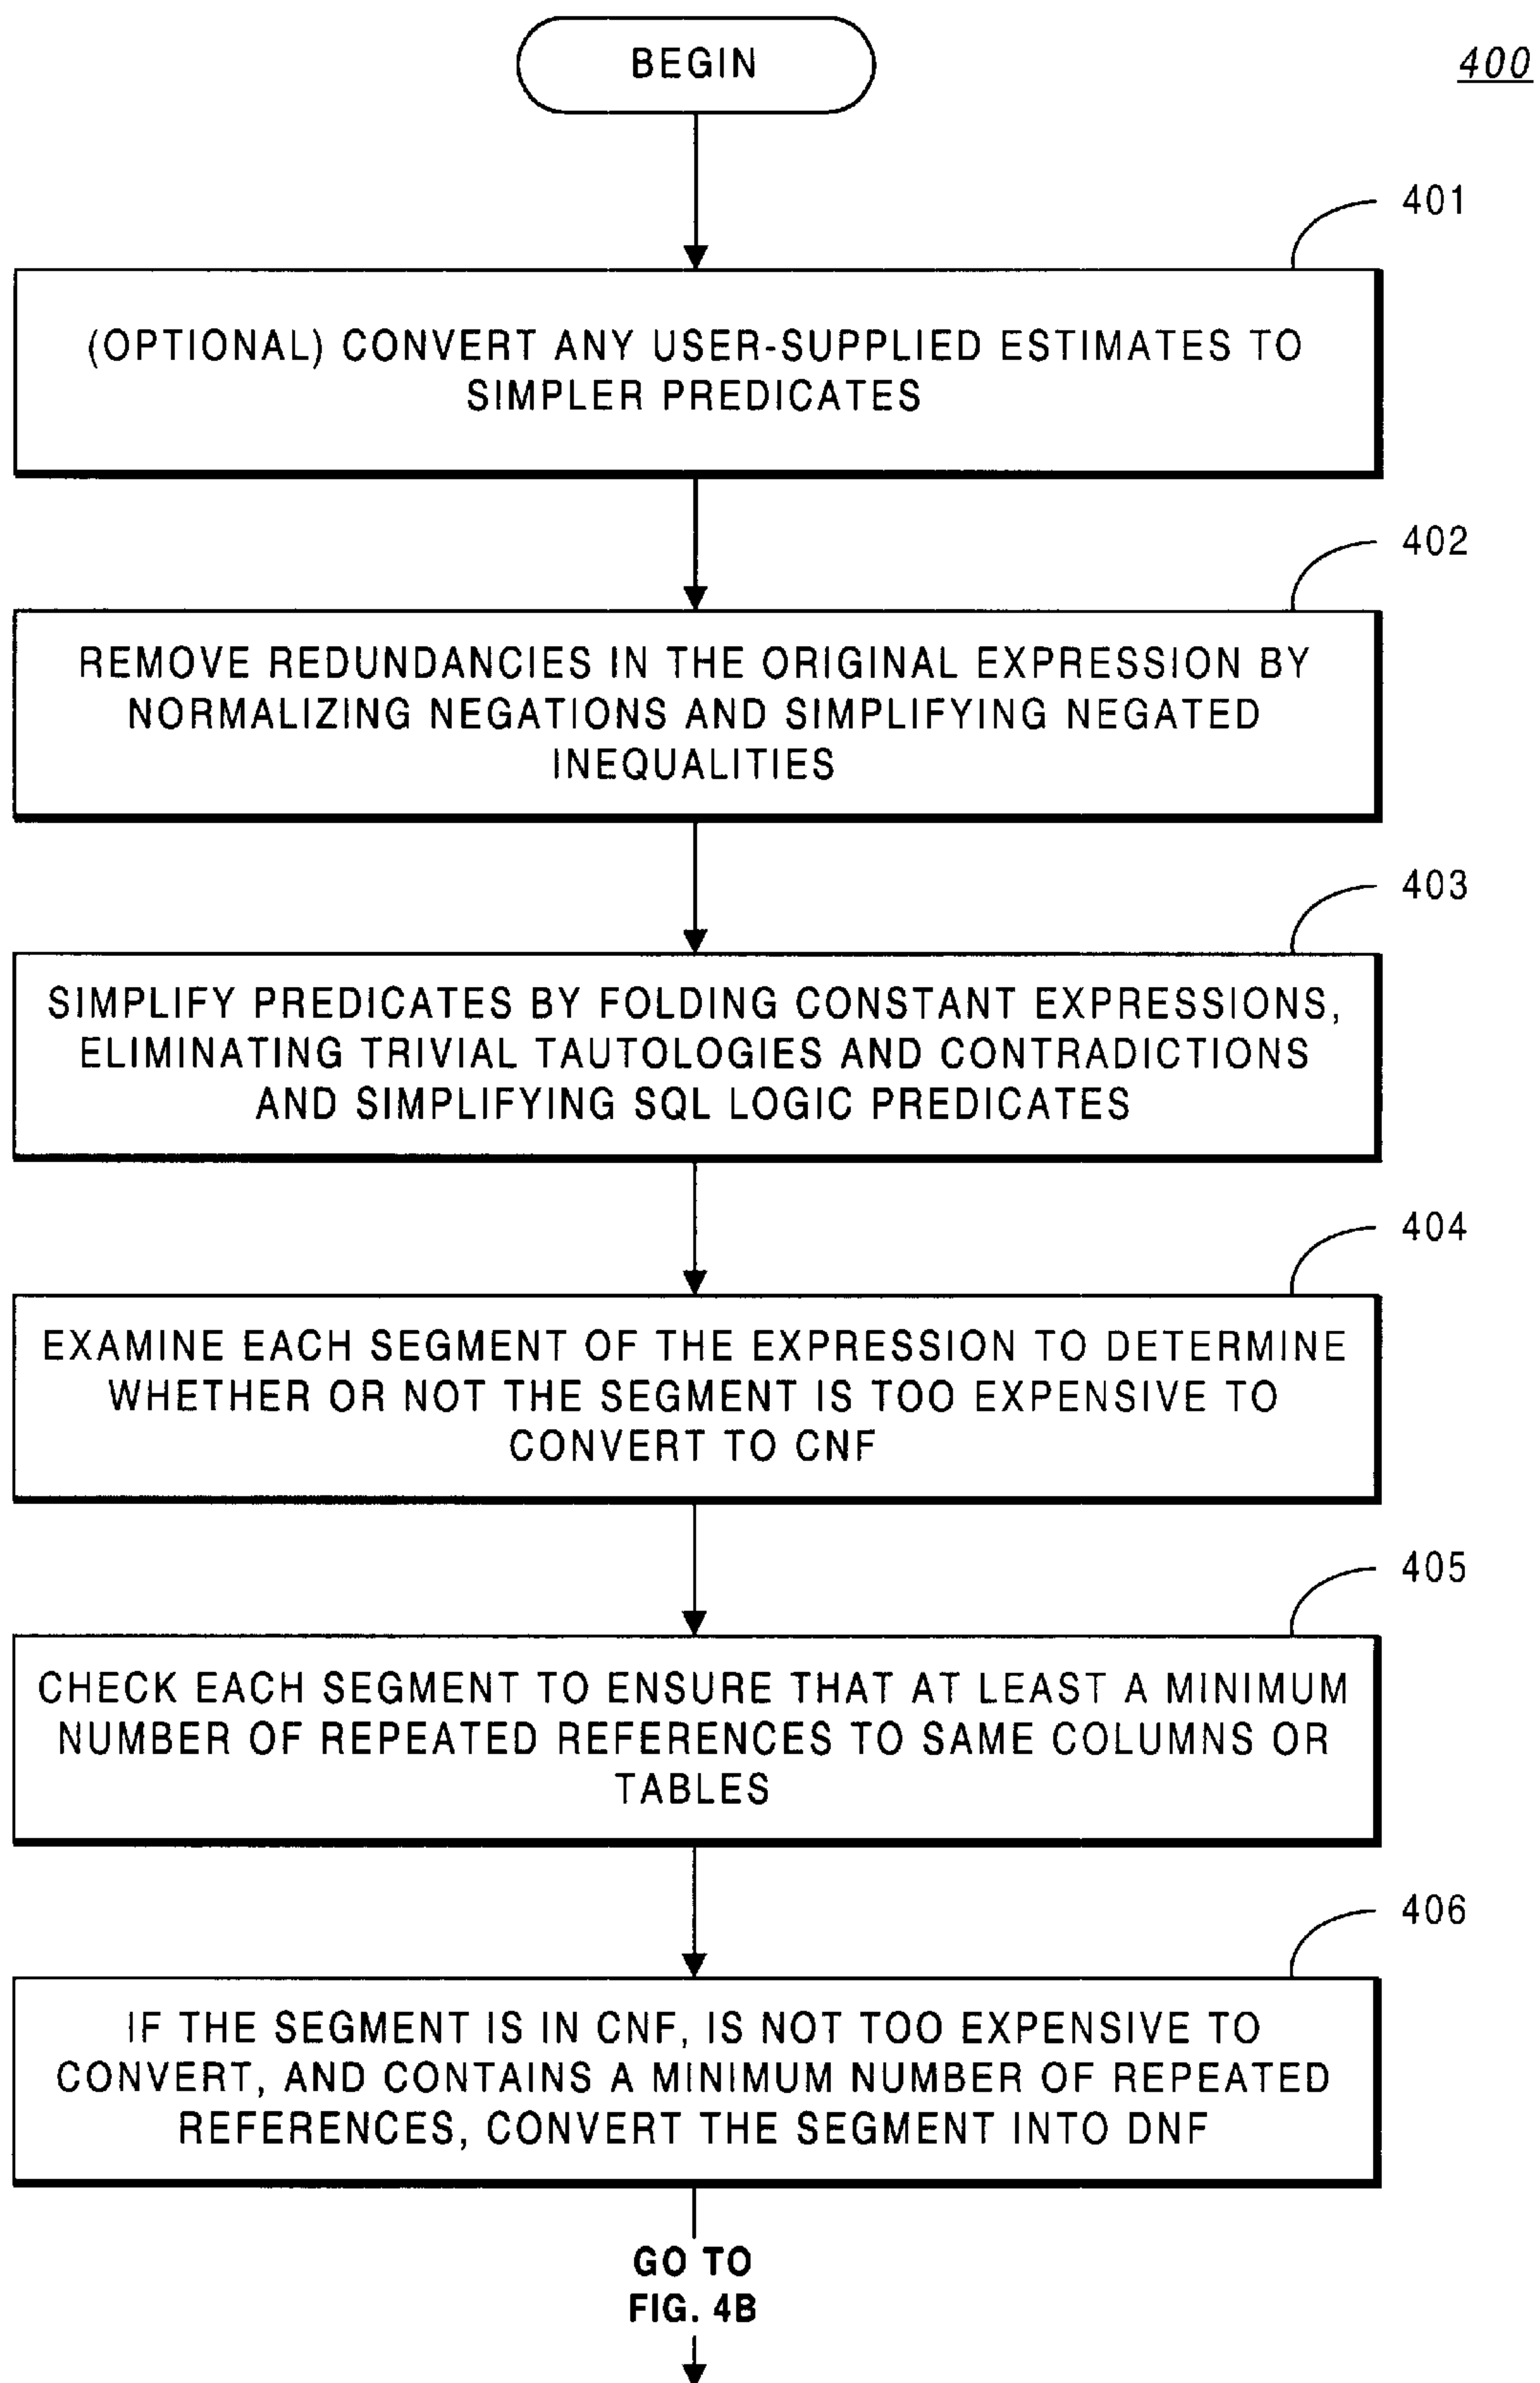 BEGIN
400
401
(OPTIONAL) CONVERT ANY USER-SUPPLIED ESTIMATES TO
SIMPLER PREDICATES
402
REMOVE REDUNDANCIES IN THE ORIGINAL EXPRESSION BY
NORMALIZING NEGATIONS AND SIMPLIFYING NEGATED
INEQUALITIES
403
SIMPLIFY PREDICATES BY FOLDING CONSTANT EXPRESSIONS,
ELIMINATING TRIVIAL TAUTOLOGIES AND CONTRADICTIONS
AND SIMPLIFYING SQL LOGIC PREDICATES
404
EXAMINE EACH SEGMENT OF THE EXPRESSION TO DETERMINE
WHETHER OR NOT THE SEGMENT IS TOO EXPENSIVE TO
CONVERT TO CNF
405
CHECK EACH SEGMENT TO ENSURE THAT AT LEAST A MINIMUM
NUMBER OF REPEATED REFERENCES TO SAME COLUMNS OR
TABLES
406
IF THE SEGMENT IS IN CNF, IS NOT TOO EXPENSIVE TO
CONVERT, AND CONTAINS A MINIMUM NUMBER OF REPEATED
REFERENCES, CONVERT THE SEGMENT INTO DNF
GO TO
FIG. 4B